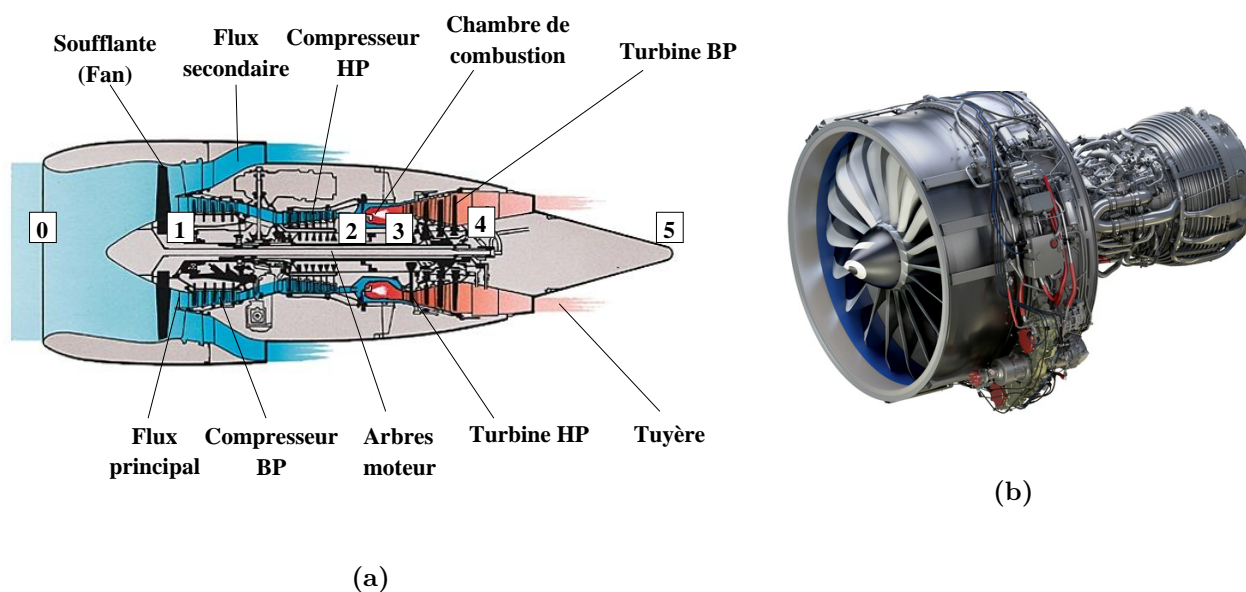 Soufflante
(Fan)
Flux
secondaire
Compresseur
HP
Chambre de
combustion
Turbine BP
0
1
2
3
4
5
Flux
principal
Compresseur
BP
Arbres
moteur
Turbine HP
Tuyère
(a)
(b)